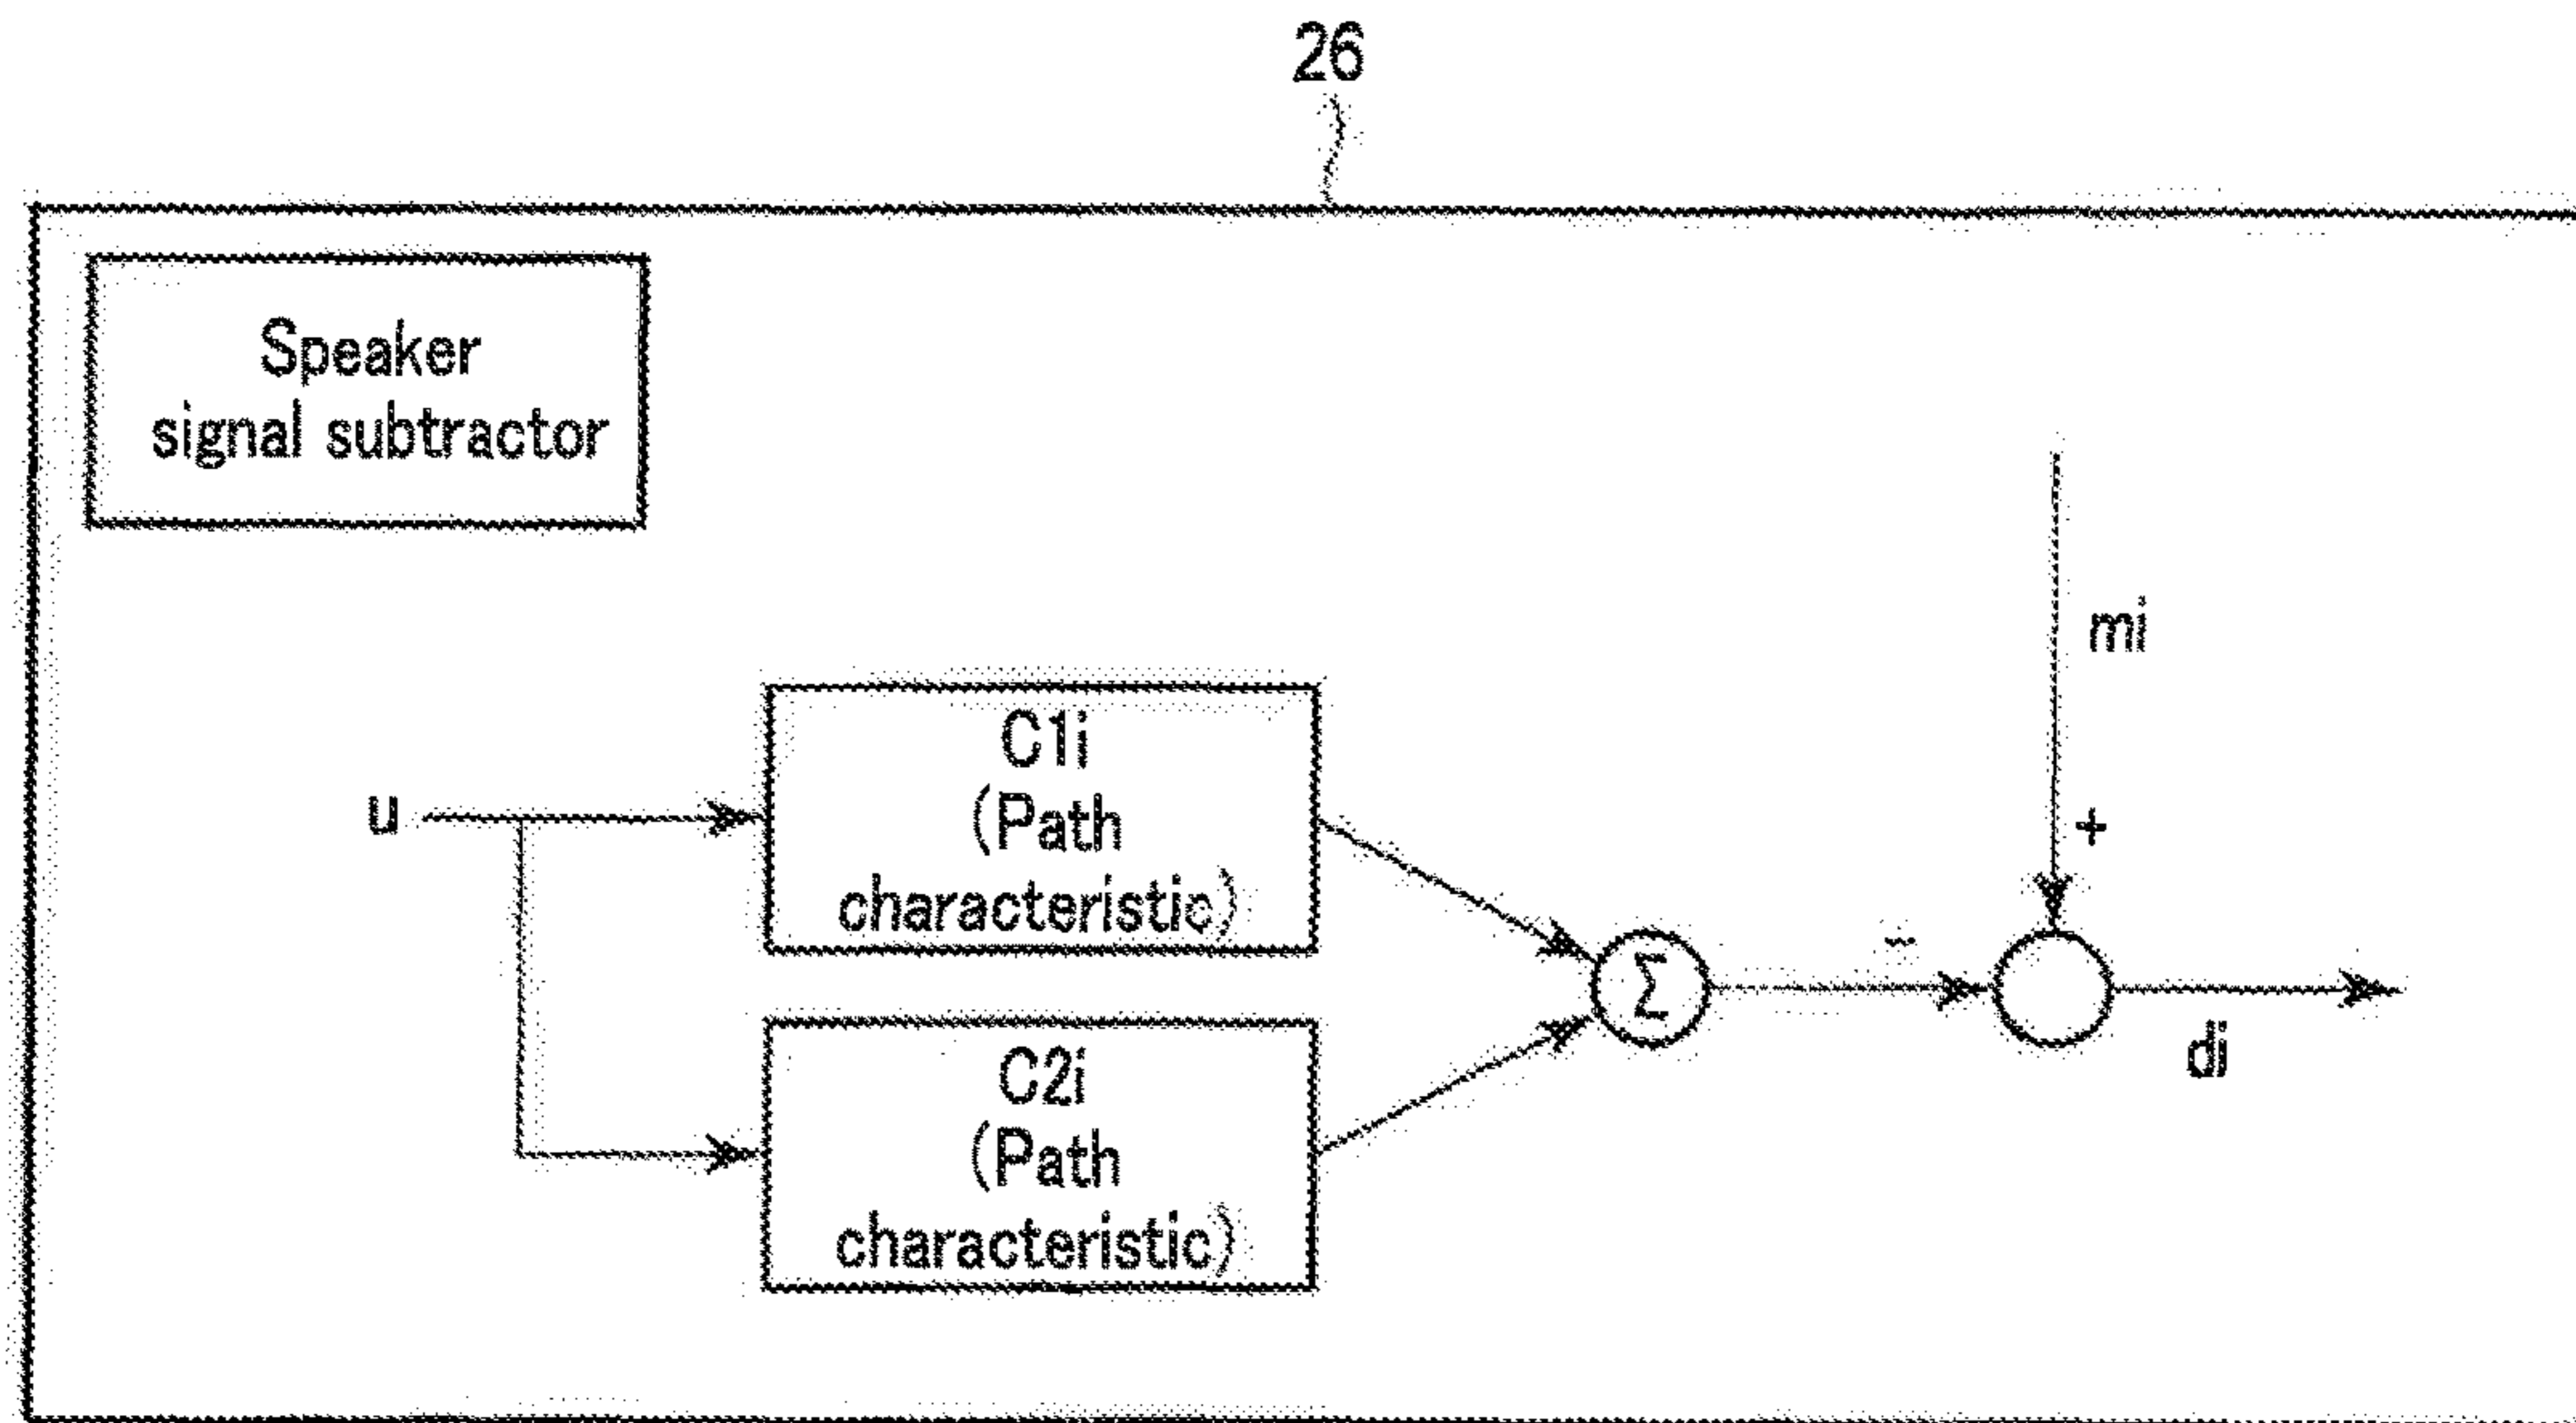 26
Speaker
signal subtractor
mi
C1i
(Path
characteristic)
u
+
Σ
-
di
C2i
(Path
characteristic)